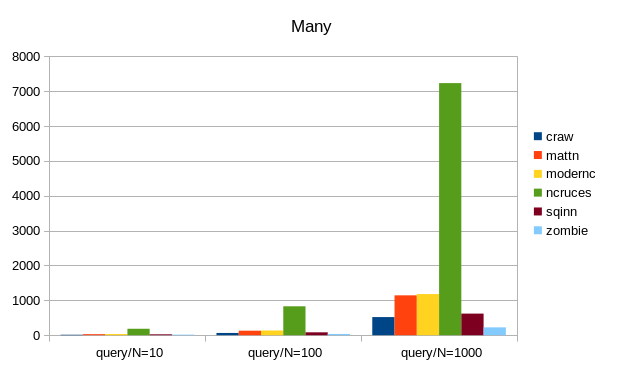 Many
8000
7000
6000
5000
4000
3000
2000
1000
0
query/N=10
query/N=100
query/N=1000
craw
mattn
modernc
ncruces
sqinn
zombie